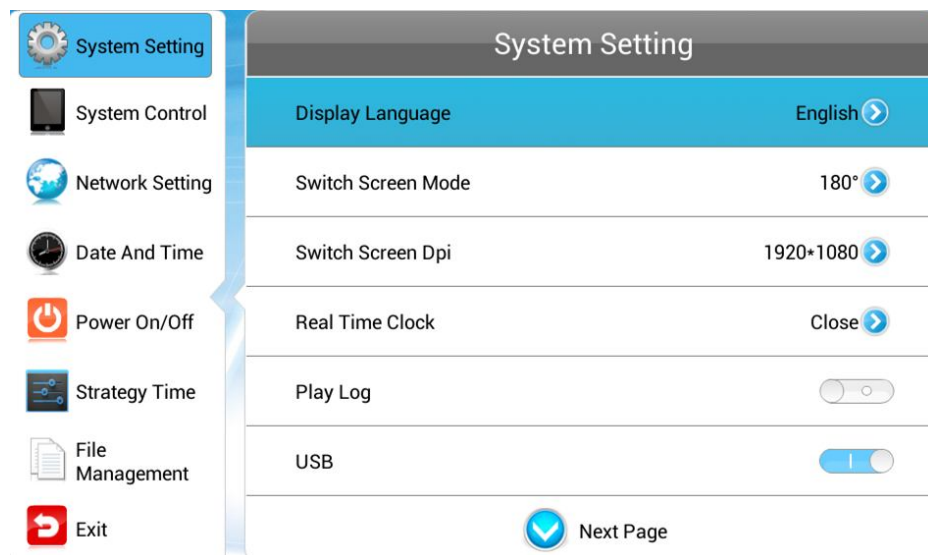 System Setting
System Control
Network Setting
Date And Time
Power On/Off
Strategy Time
File
Management
Exit
System Setting
Display Language English
Switch Screen Mode 180°
Switch Screen Dpi 1920*1080
Real Time Clock Close
Play Log
USB
Next Page